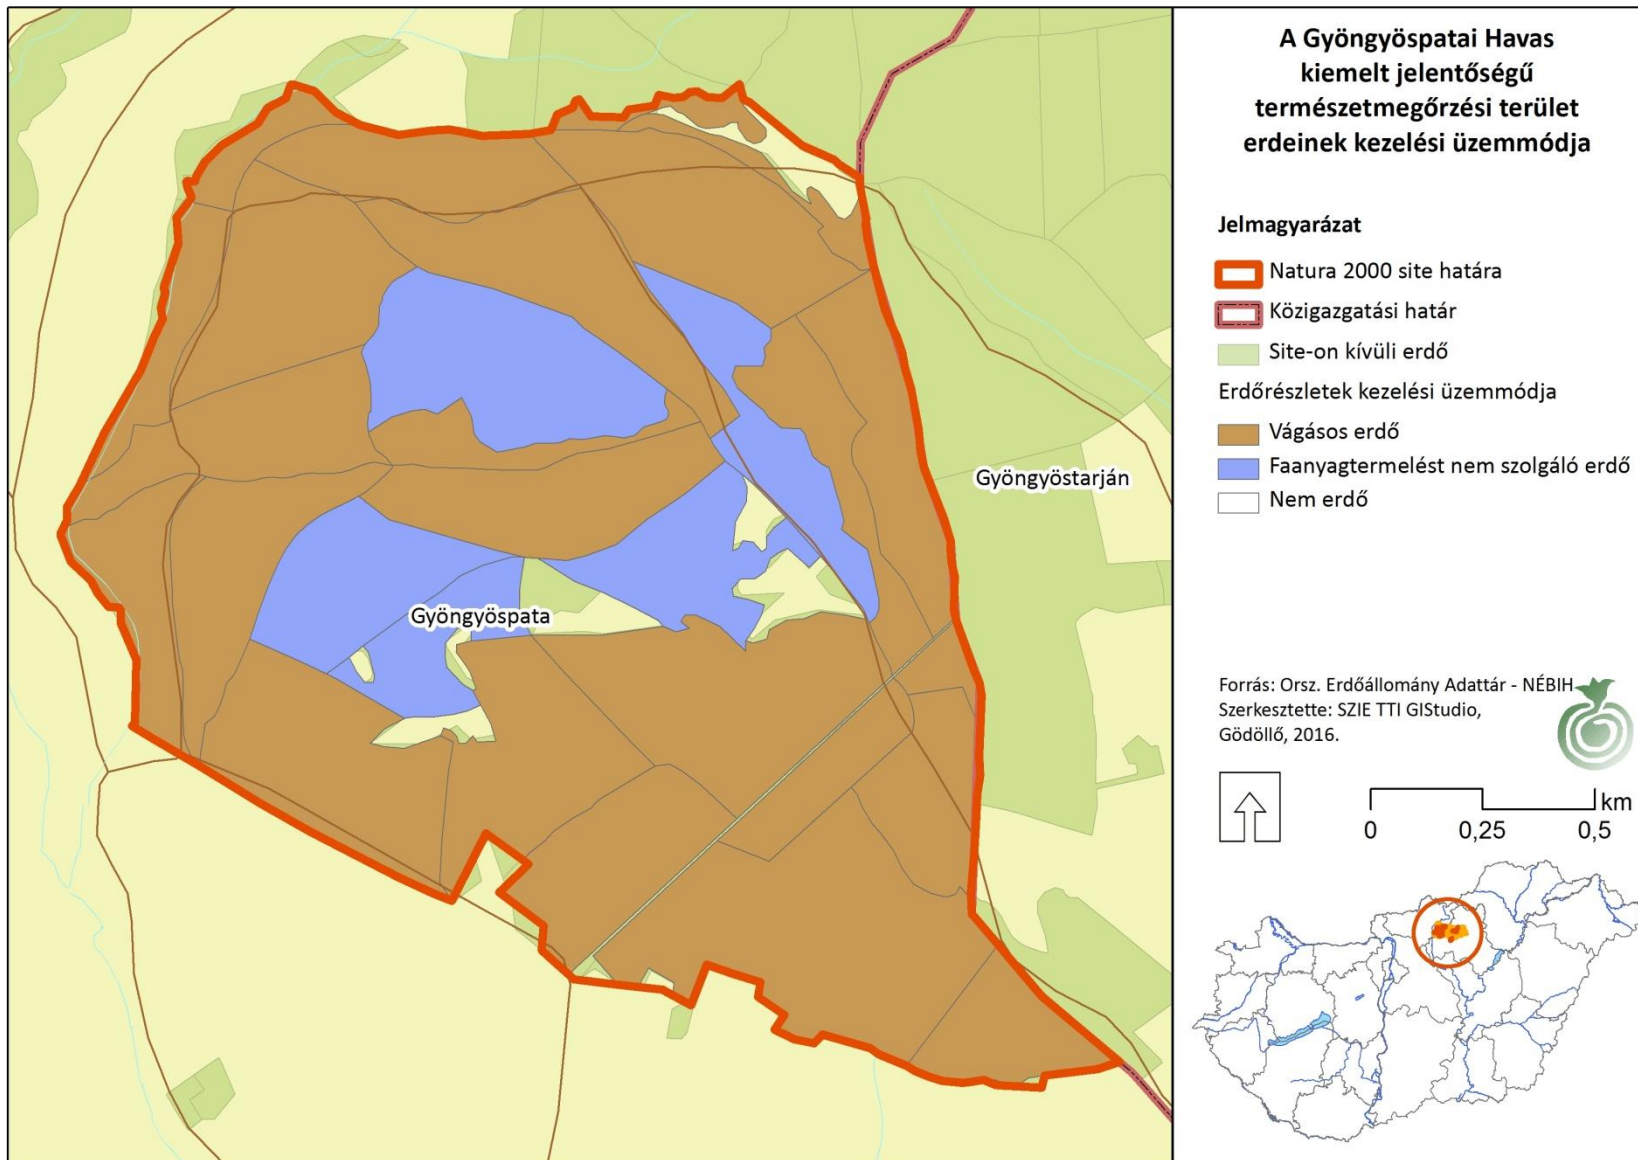 Gyöngyöstarján
Gyöngyöspata
A Gyöngyöspatai Havas
kiemelt jelentőségű
természetmegőrzési terület
erdeinek kezelési üzemmódja
Jelmagyarázat
Natura 2000 site határa
Közigazgatási határ
Site-on kívüli erdő
Erdőrészletek kezelési üzemmódja
Vágásos erdő
Faanyagtermelést nem szolgáló erdő
Nem erdő
Forrás: Orsz. Erdőállomány Adattár - NÉBIH
Szerkesztette: SZIE TTI GIStudio,
Gödöllő, 2016.
km
0 0,25 0,5